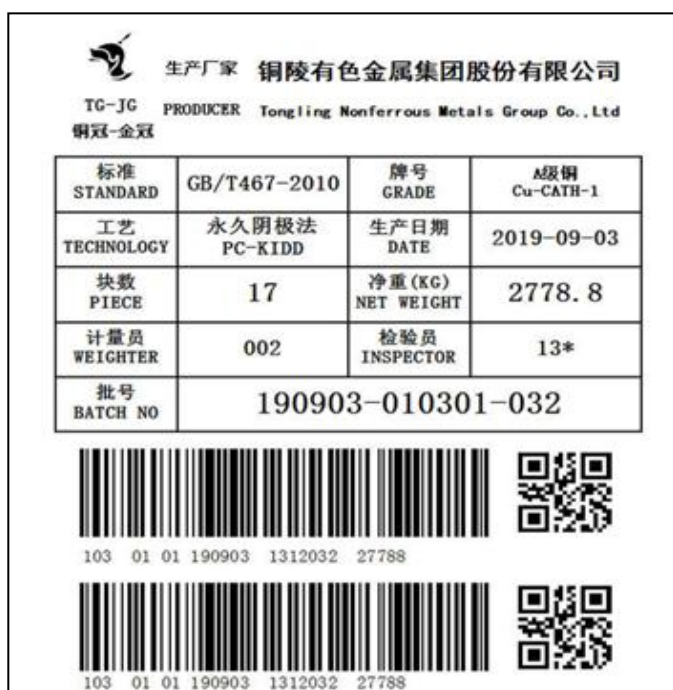 生产厂家 铜陵有色金属集团股份有限公司
TG-JG PRODUCER Tongling Nonferrous Metals Group Co.,Ltd
铜冠-金冠
标准 GB/T467-2010 牌号 A级铜
STANDARD GRADE Cu-CATH-1
工艺 永久阴极法 生产日期 2019-09-03
TECHNOLOGY PC-KIDD DATE
块数 17 净重(KG) 2778.8
PIECE NET WEIGHT
计量员 002 检验员 13*
WEIGHTER INSPECTOR
批号 190903-010301-032
BATCH NO
103 01 01 190903 1312032 27788
103 01 01 190903 1312032 27788